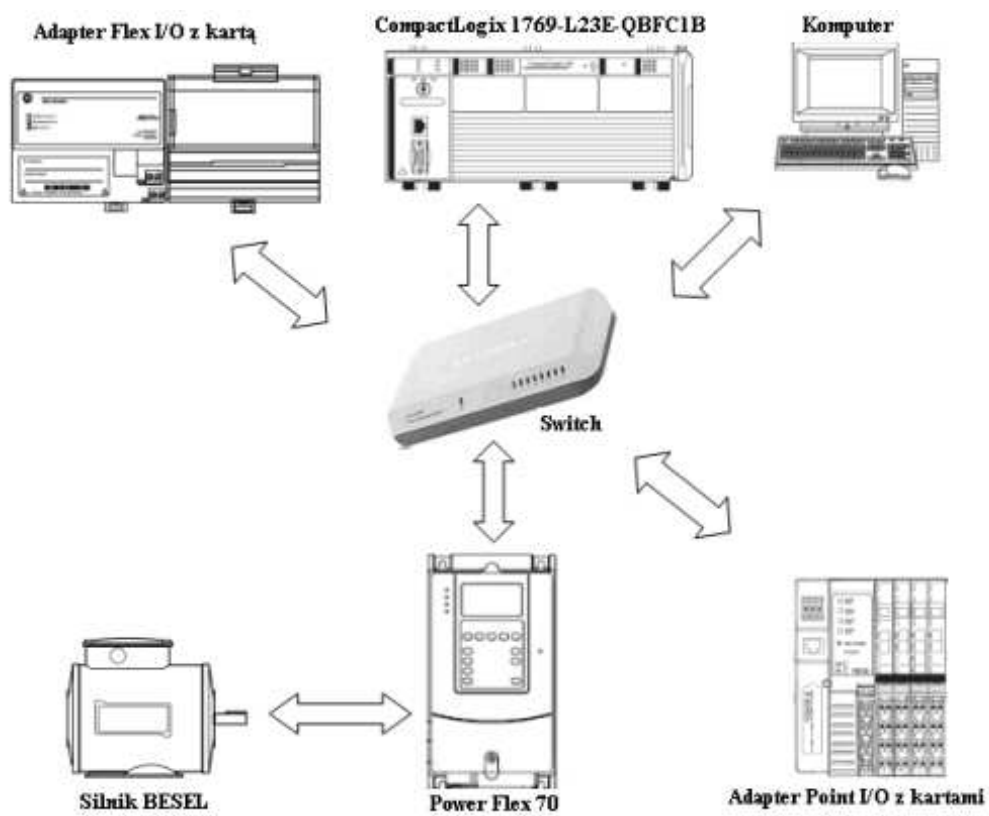 Adapter Flex I/O z kartą
CompactLogix 1769-L23E-QBFC1B
Komputer
Switch
Silnik BESEL
Power Flex 70
Adapter Point I/O z kartami